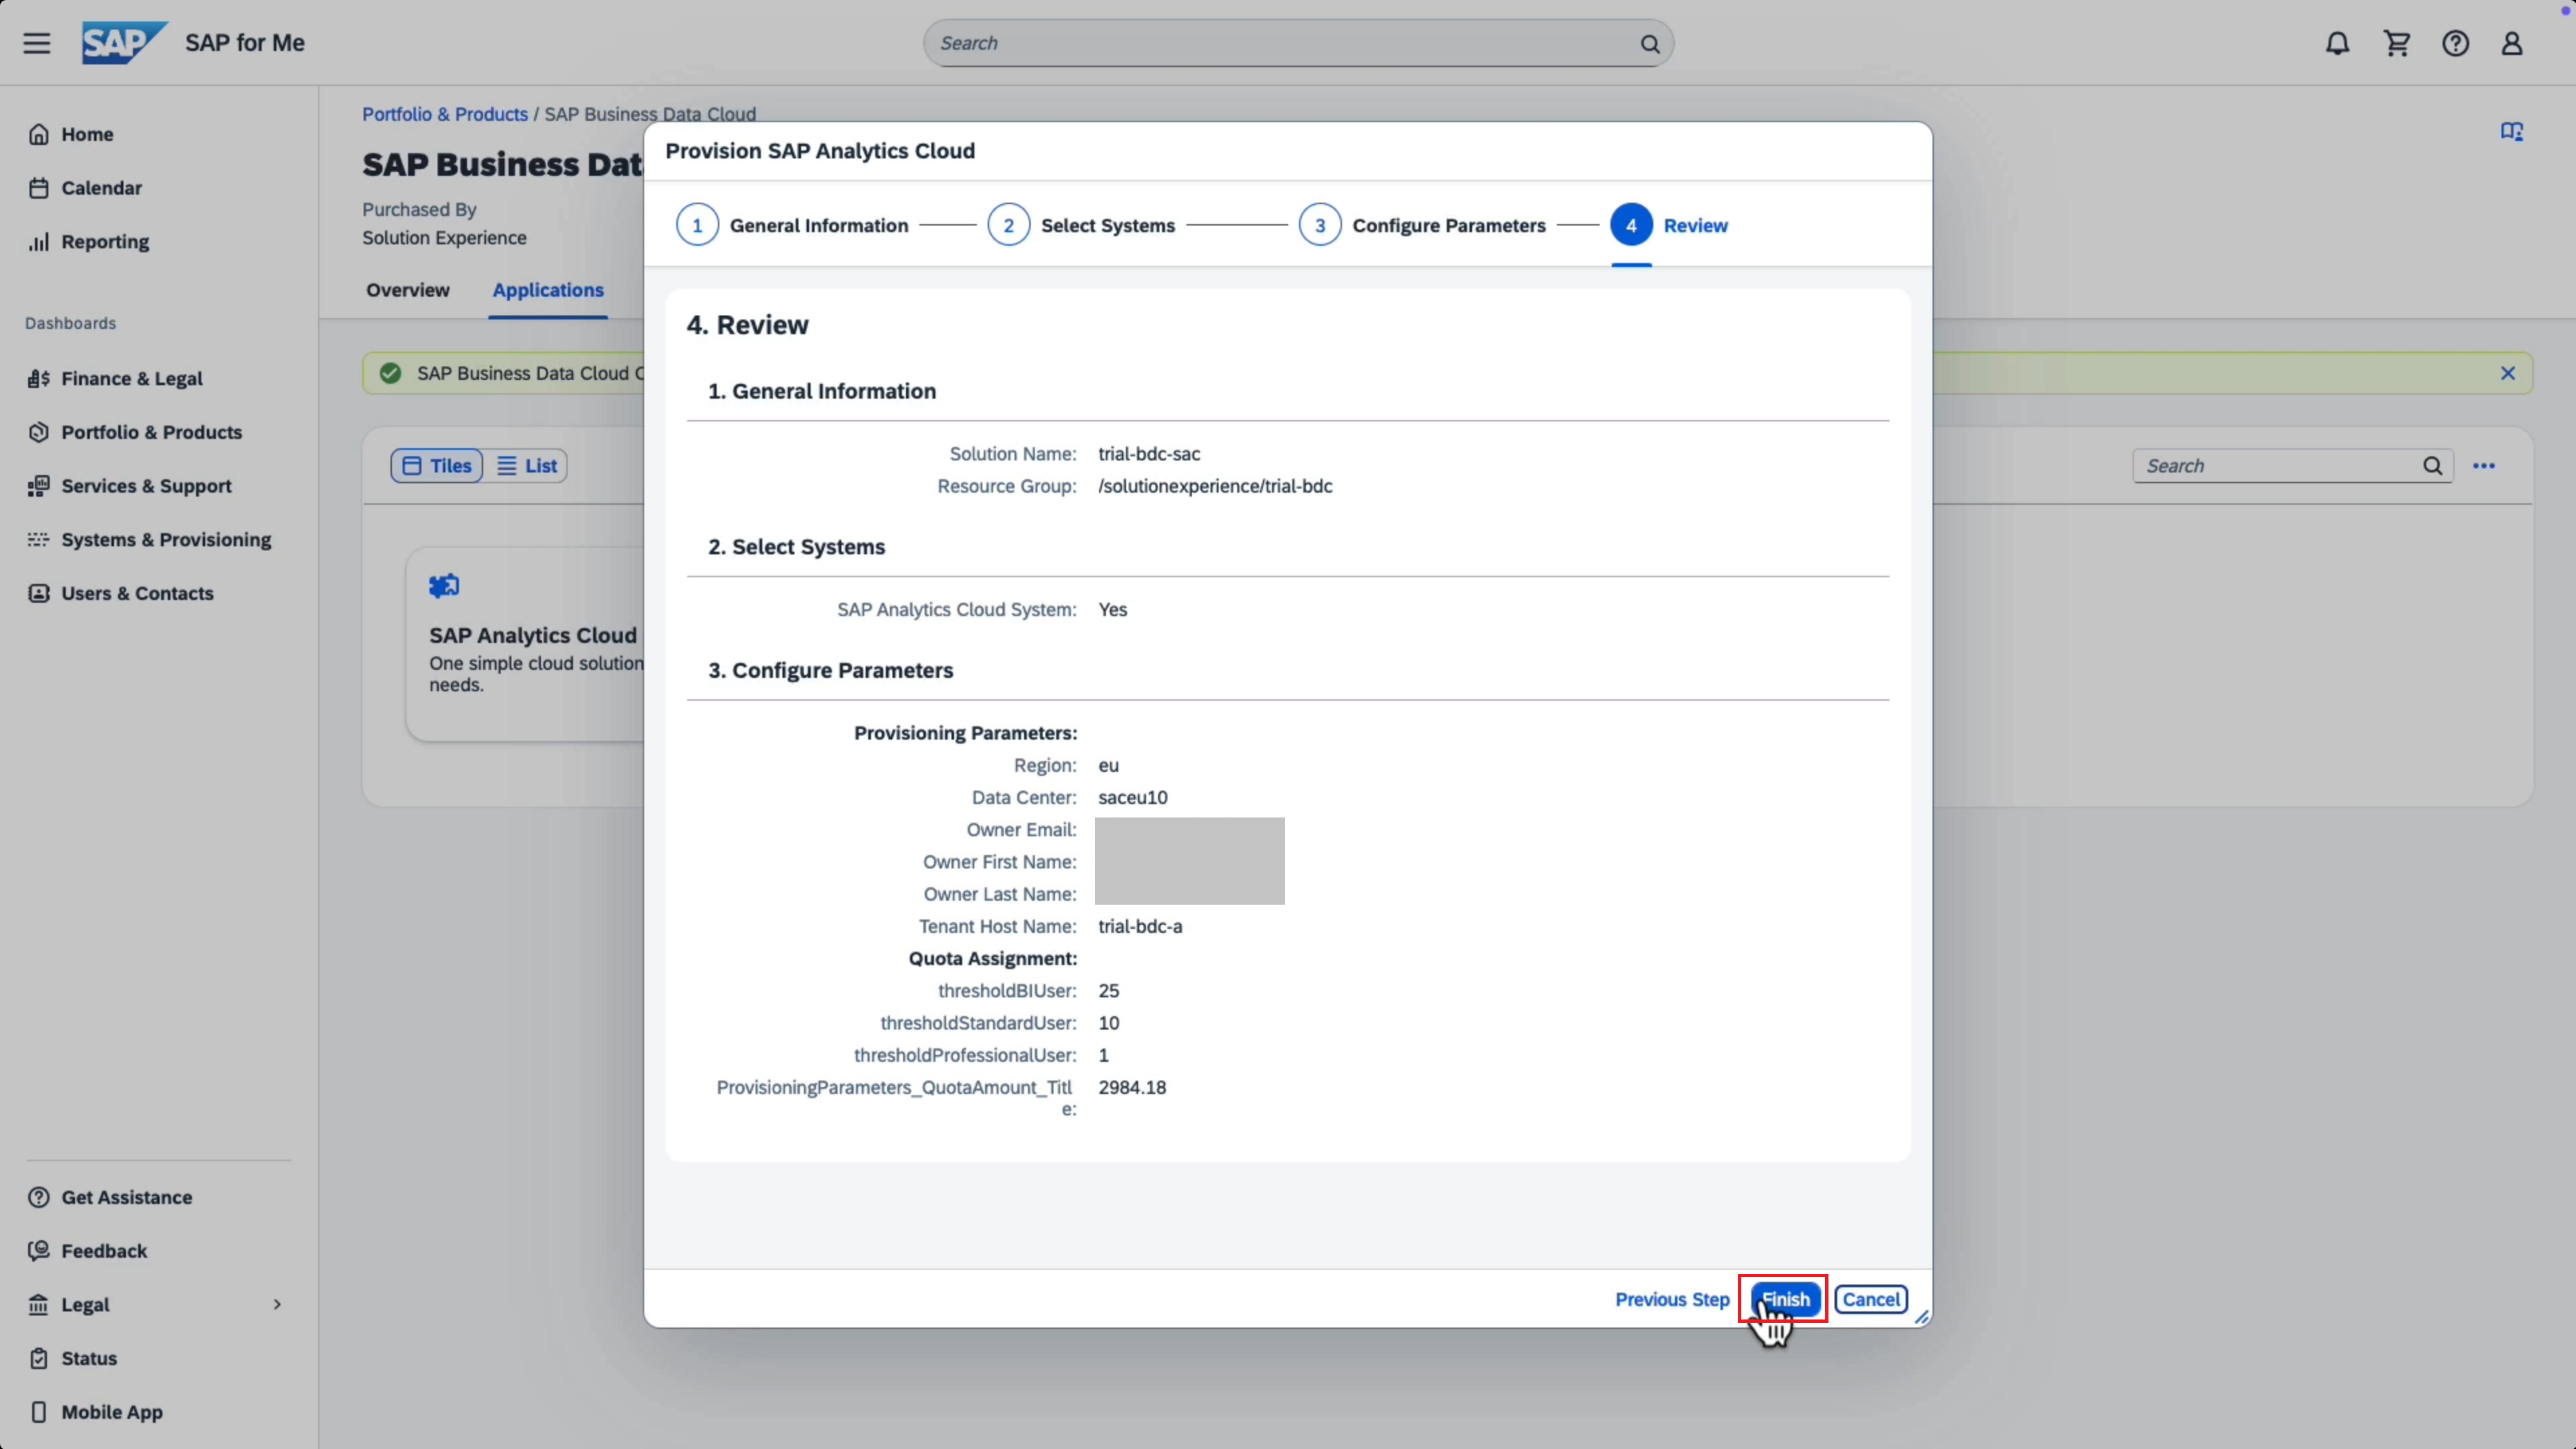 SAP
SAP for Me
Search
Home
Calendar
Reporting
Dashboards
Finance & Legal
Portfolio & Products
Services & Support
Systems & Provisioning
Users & Contacts
Get Assistance
Feedback
Legal
Status
Mobile App
Portfolio & Products / SAP Business Data Cloud
SAP Business Dat
Purchased By
Solution Experience
Overview Applications
SAP Business Data Cloud C
Tiles List
Search
SAP Analytics Cloud
One simple cloud solution
needs.
Provision SAP Analytics Cloud
1 General Information 2 Select Systems 3 Configure Parameters 4 Review
4. Review
1. General Information
Solution Name: trial-bdc-sac
Resource Group: /solutionexperience/trial-bdc
2. Select Systems
SAP Analytics Cloud System: Yes
3. Configure Parameters
Provisioning Parameters:
Region: eu
Data Center: saceu10
Owner Email:
Owner First Name:
Owner Last Name:
Tenant Host Name: trial-bdc-a
Quota Assignment:
thresholdBIUser: 25
thresholdStandardUser: 10
thresholdProfessionalUser: 1
ProvisioningParameters_QuotaAmount_Titl 2984.18
e:
Previous Step Finish Cancel